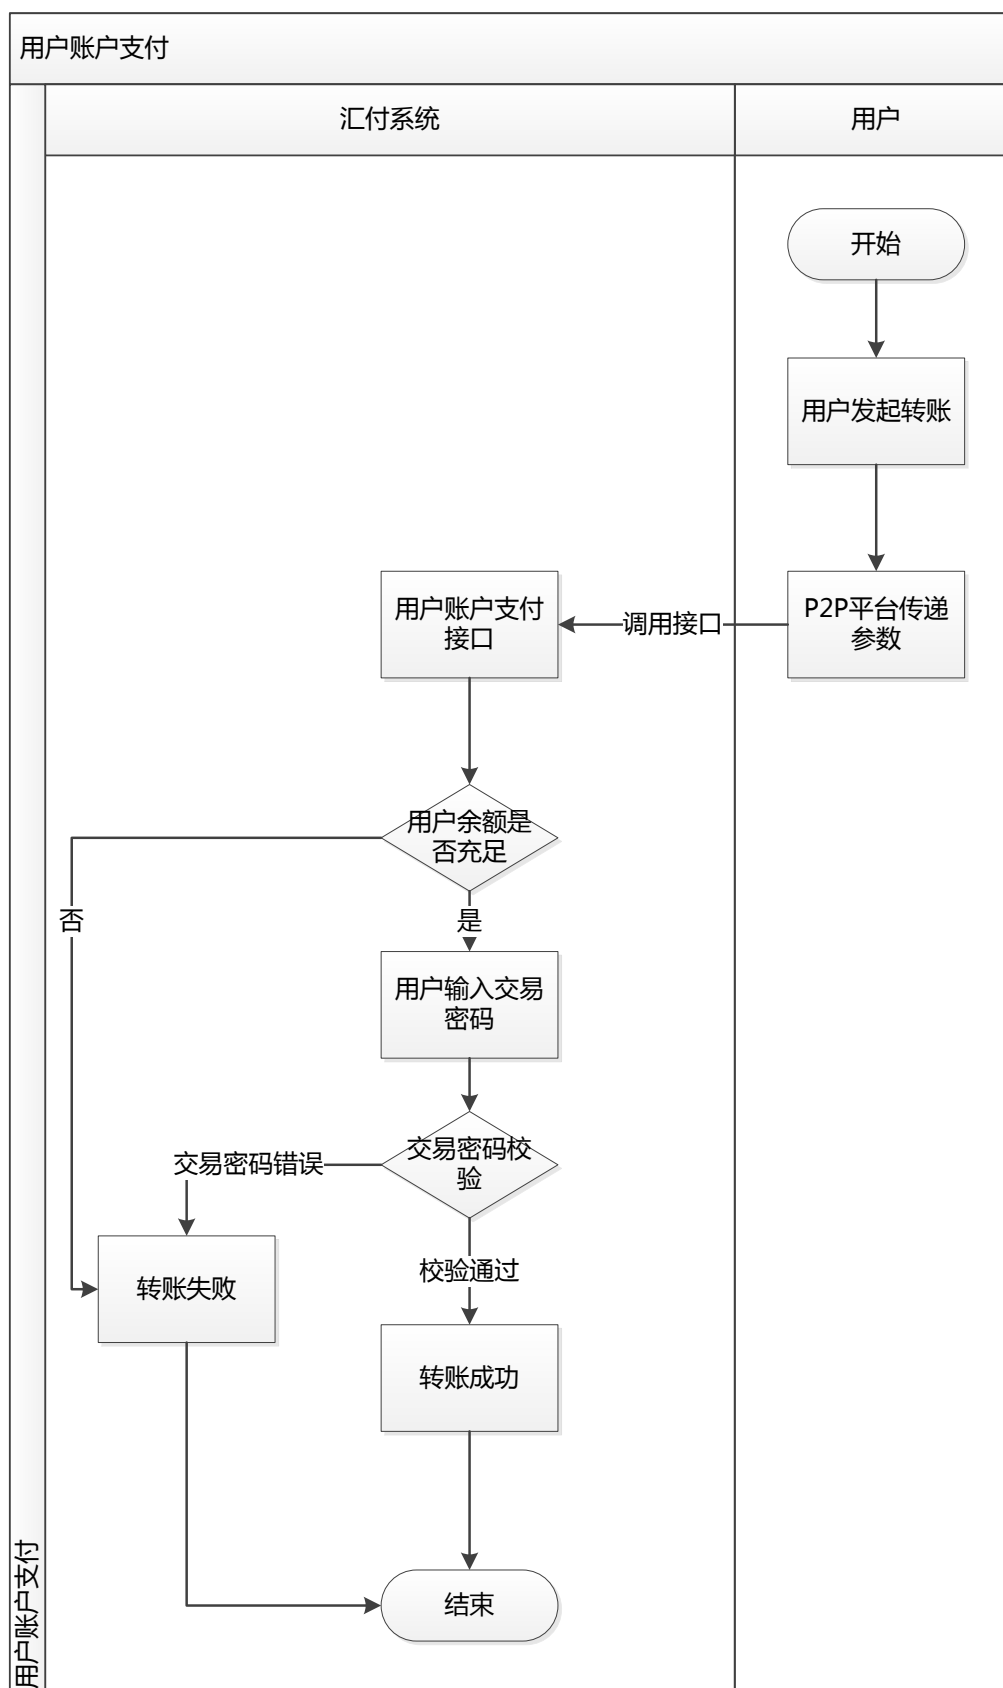 用户账户支付
汇付系统
用户
开始
用户发起转账
用户账户支付
接口
调用接口
P2P平台传递
参数
用户余额是
否充足
否
是
用户输入交易
密码
交易密码校
验
交易密码错误
校验通过
转账失败
转账成功
结束
用户账户支付